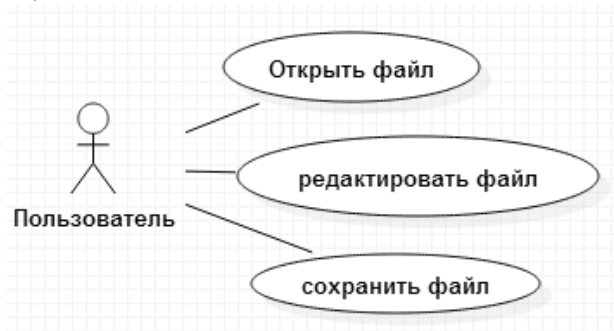 Открыть файл
редактировать файл
Пользователь
сохранить файл